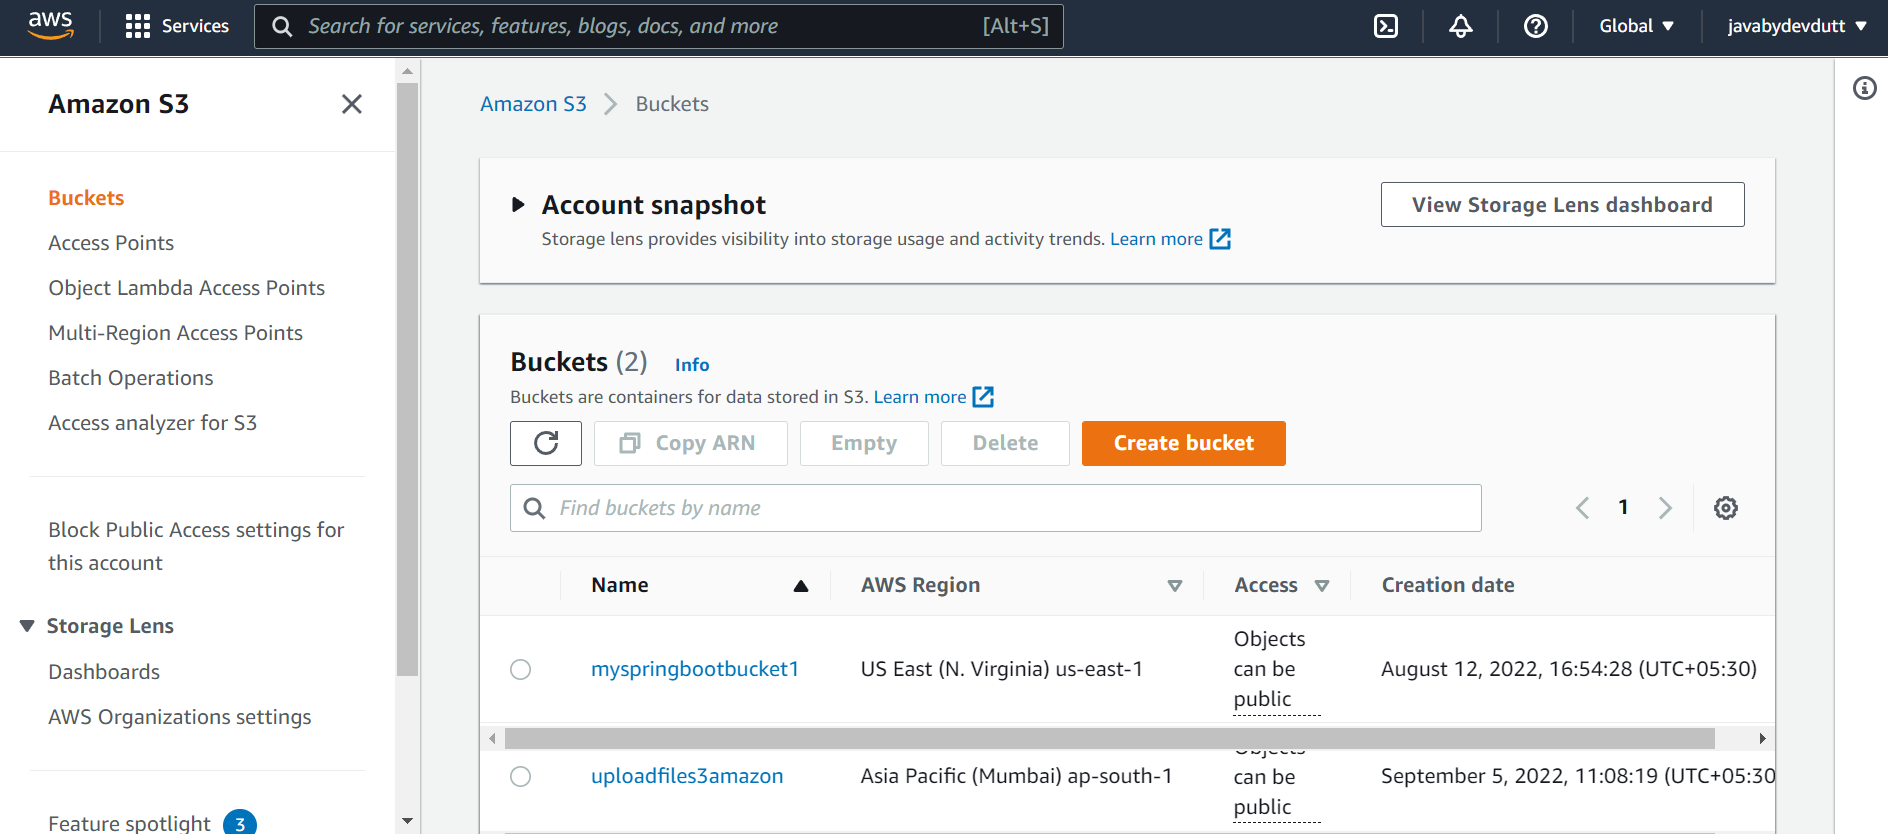 aws
Services
Search for services, features, blogs, docs, and more [Alt+S]
Global
javabydevdutt
Amazon S3
Buckets
Access Points
Object Lambda Access Points
Multi-Region Access Points
Batch Operations
Access analyzer for S3
Block Public Access settings for
this account
Storage Lens
Dashboards
AWS Organizations settings
Feature spotlight 3
Amazon S3 Buckets
Account snapshot
Storage lens provides visibility into storage usage and activity trends. Learn more
View Storage Lens dashboard
Buckets (2) Info
Buckets are containers for data stored in S3. Learn more
Copy ARN Empty Delete Create bucket
Find buckets by name
1
Name AWS Region Access Creation date
myspringbootbucket1 US East (N. Virginia) us-east-1 Objects
can be
public August 12, 2022, 16:54:28 (UTC+05:30)
uploadfiles3amazon Asia Pacific (Mumbai) ap-south-1 Objects
can be
public September 5, 2022, 11:08:19 (UTC+05:30